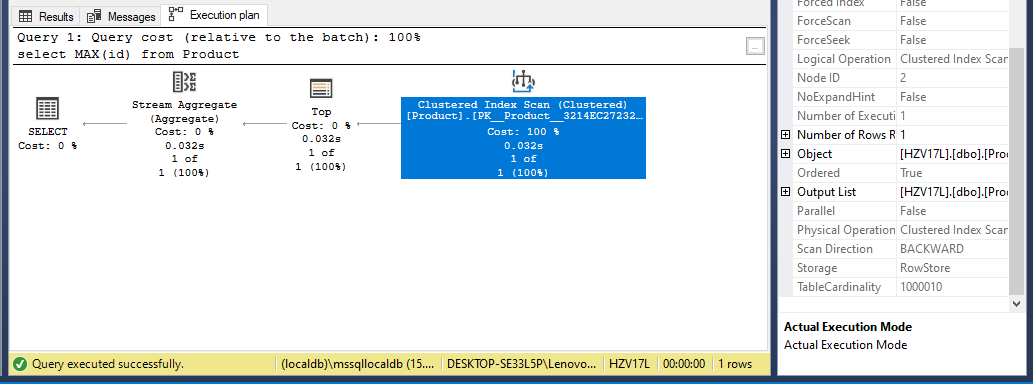 Results Messages Execution plan
Query 1: Query cost (relative to the batch): 100%
select MAX(id) from Product
...
SELECT
Cost: 0 %
Stream Aggregate
(Aggregate)
Cost: 0 %
0.032s
1 of
1 (100%)
Top
Cost: 0 %
0.032s
1 of
1 (100%)
Clustered Index Scan (Clustered)
[Product].[PK__Product__3214EC27232...
Cost: 100 %
0.032s
1 of
1 (100%)
Query executed successfully. (localdb)\mssqllocaldb (15.... DESKTOP-SE33L5P\Lenovo... HZV17L 00:00:00 1 rows
Forced Index False
ForceScan False
ForceSeek False
Logical Operation Clustered Index Scan
Node ID 2
NoExpandHint False
Number of Executi 1
Number of Rows R 1
Object [HZV17L].[dbo].[Pro
Ordered True
Output List [HZV17L].[dbo].[Pro
Parallel False
Physical Operation Clustered Index Scan
Scan Direction BACKWARD
Storage RowStore
TableCardinality 1000010
Actual Execution Mode
Actual Execution Mode